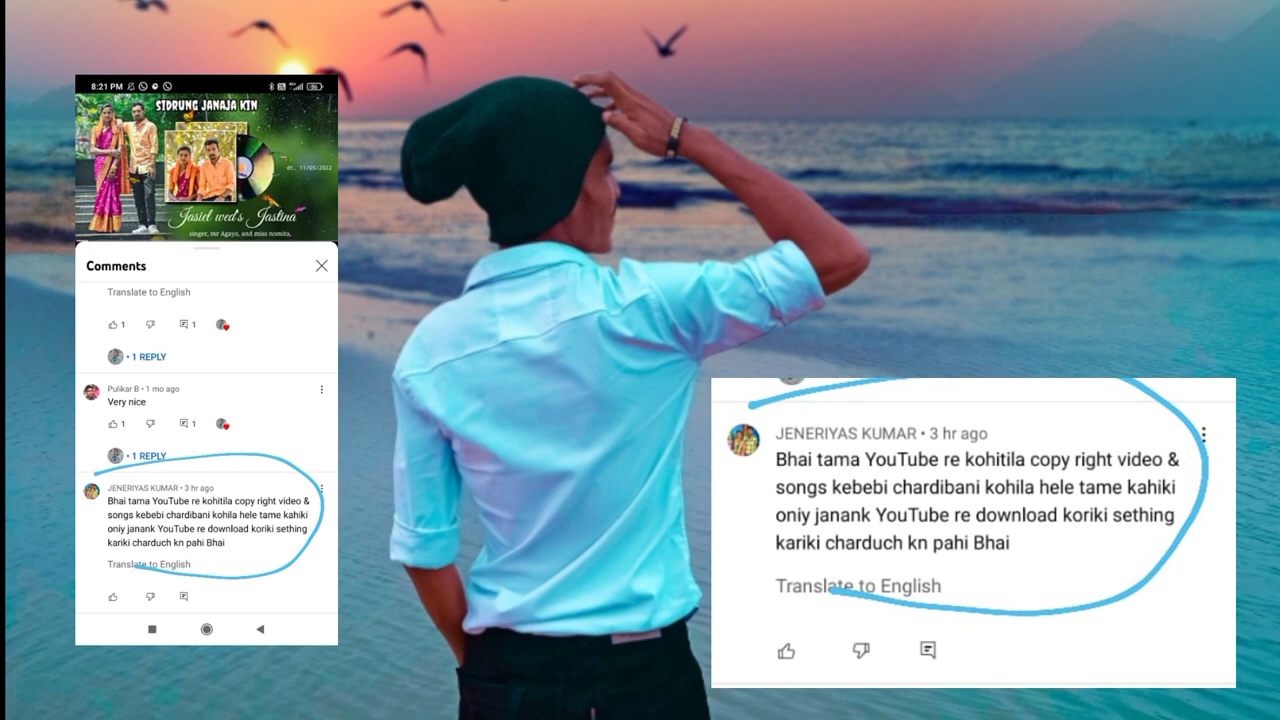 8:21 PM
SIDRUNG JANAJA KIN
dt. 11/05/2022
Jasiel wed's Jastina
singer, mr Agayo, and miss nomita,
Comments
Translate to English
1
1
• 1 REPLY
Pulikar B • 1 mo ago
Very nice
1
1
• 1 REPLY
JENERIYAS KUMAR • 3 hr ago
Bhai tama YouTube re kohitila copy right video &
songs kebebi chardibani kohila hele tame kahiki
oniy janank YouTube re download koriki sething
kariki charduch kn pahi Bhai
Translate to English
JENERIYAS KUMAR • 3 hr ago
Bhai tama YouTube re kohitila copy right video &
songs kebebi chardibani kohila hele tame kahiki
oniy janank YouTube re download koriki sething
kariki charduch kn pahi Bhai
Translate to English